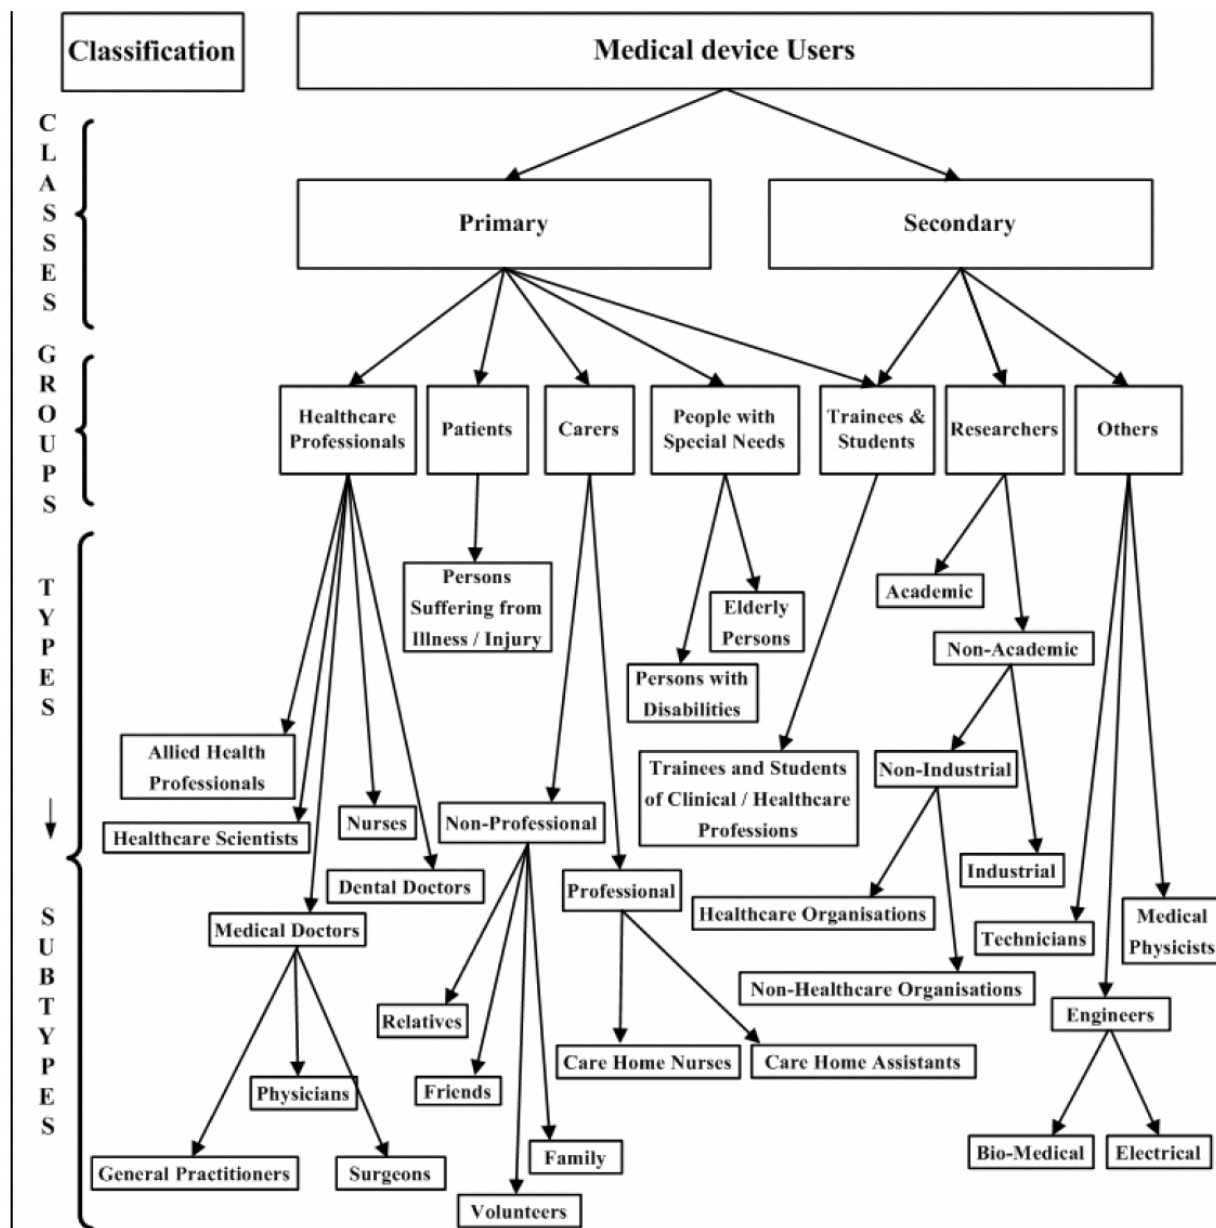 Classification
Medical device Users
CLASSES
Primary
Secondary
GROUPS
Healthcare
Professionals
Patients
Carers
People with
Special Needs
Trainees &
Students
Researchers
Others
TYPES
Persons
Suffering from
Illness / Injury
Elderly
Persons
Persons with
Disabilities
Academic
Non-Academic
Allied Health
Professionals
Healthcare Scientists
Nurses
Non-Professional
Trainees and Students
of Clinical / Healthcare
Professions
Non-Industrial
Industrial
Dental Doctors
Professional
Healthcare Organisations
Technicians
Medical
Physicists
SUBTYPES
Medical Doctors
Non-Healthcare Organisations
Relatives
Engineers
Care Home Nurses
Care Home Assistants
Physicians
Friends
General Practitioners
Surgeons
Family
Volunteers
Bio-Medical
Electrical